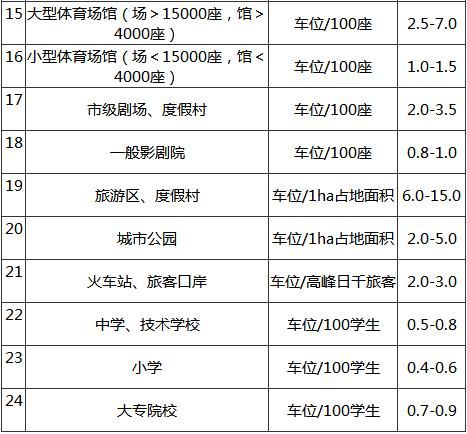 15 大型体育场馆（场＞15000座，馆＞ 车位/100座 2.5-7.0
4000座）
16 小型体育场馆（场＜15000座，馆＜ 车位/100座 1.0-1.5
4000座）
17 市级剧场、度假村 车位/100座 2.0-3.5
18 一般影剧院 车位/100座 0.8-1.0
19 旅游区、度假村 车位/1ha占地面积 6.0-15.0
20 城市公园 车位/1ha占地面积 2.0-5.0
21 火车站、旅客口岸 车位/高峰日千旅客 2.0-3.0
22 中学、技术学校 车位/100学生 0.5-0.8
23 小学 车位/100学生 0.4-0.6
24 大专院校 车位/100学生 0.7-0.9